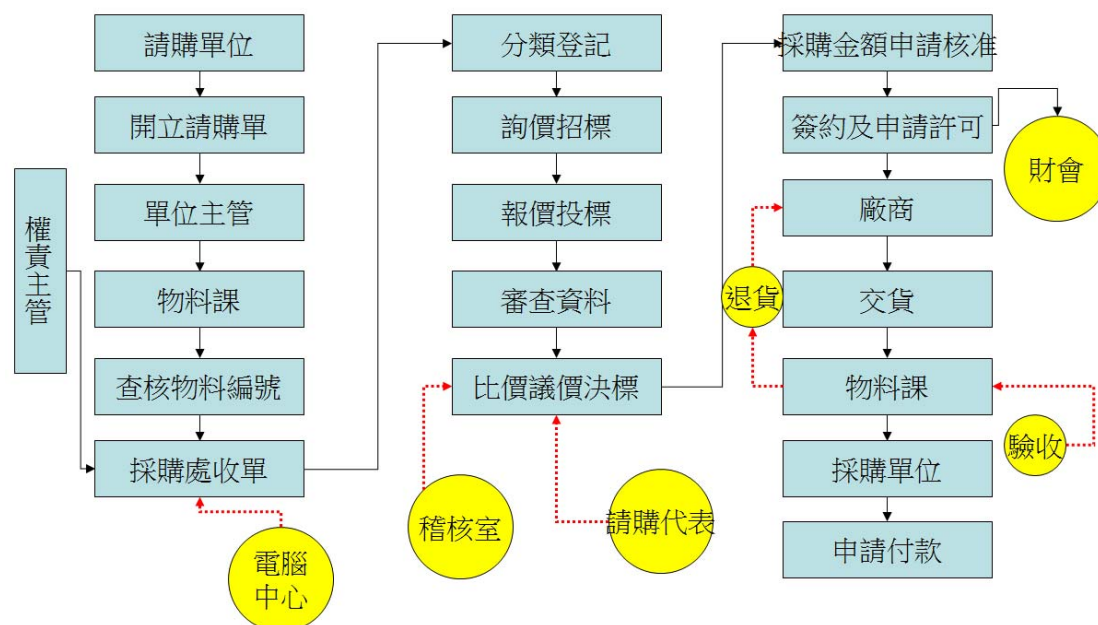 請購單位
開立請購單
單位主管
物料課
查核物料編號
採購處收單
權責主管
電腦
中心
分類登記
詢價招標
報價投標
審查資料
比價議價決標
稽核室
請購代表
採購金額申請核准
簽約及申請許可
財會
廠商
退貨
交貨
物料課
驗收
採購單位
申請付款